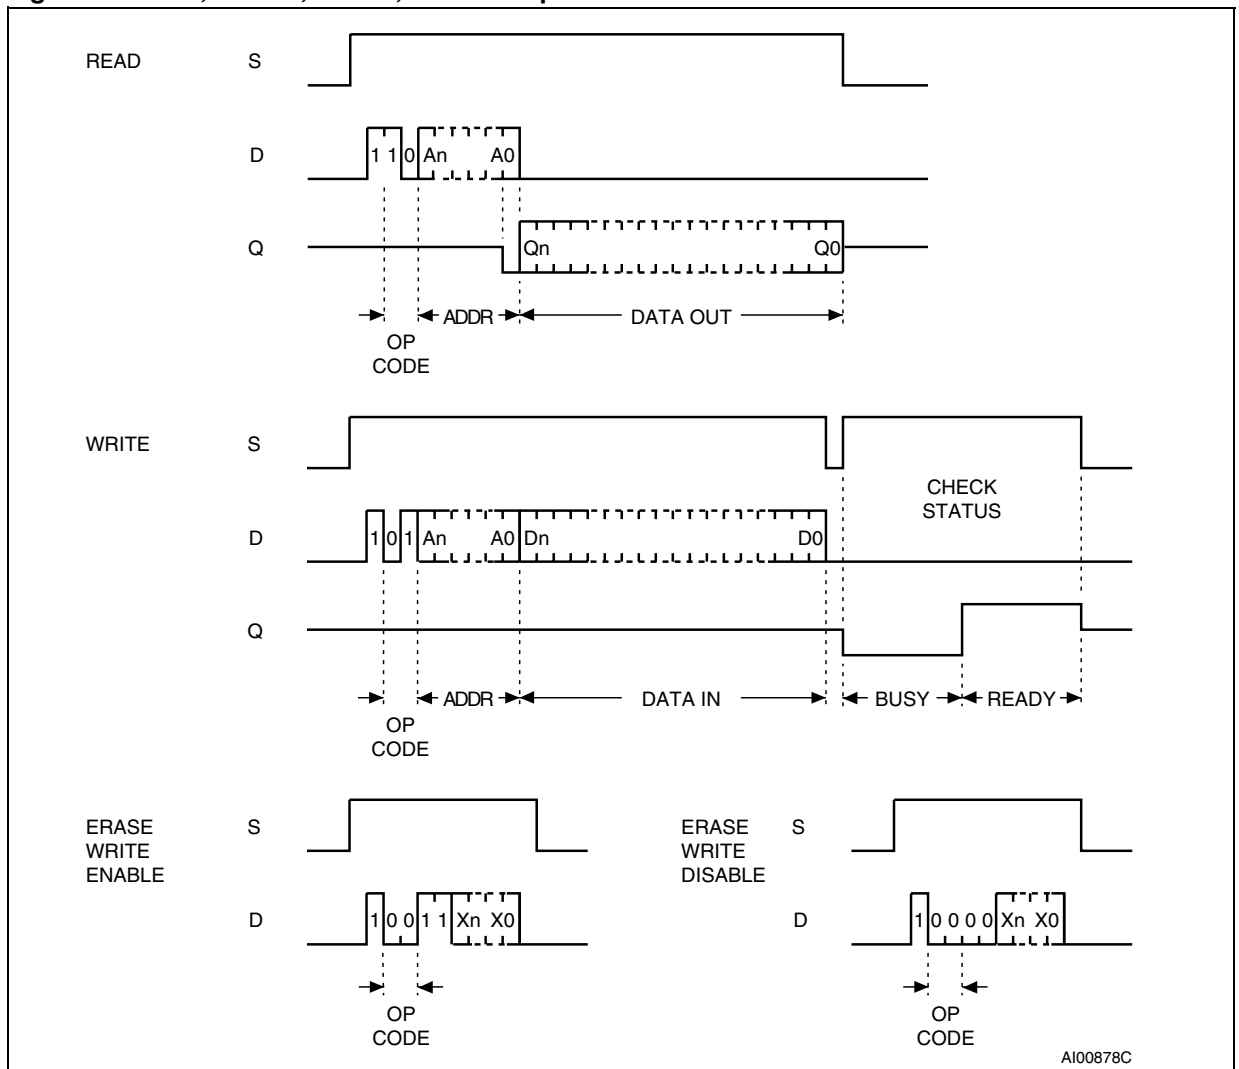 READ S
D 1 1 0 An A0
Q Qn Q0
ADDR DATA OUT
OP
CODE
WRITE S
CHECK
STATUS
D 1 0 1 An A0 Dn D0
Q
ADDR DATA IN BUSY READY
OP
CODE
ERASE
WRITE
ENABLE
S
D 1 0 0 1 1 Xn X0
OP
CODE
ERASE
WRITE
DISABLE
S
D 1 0 0 0 0 Xn X0
OP
CODE
AI00878C